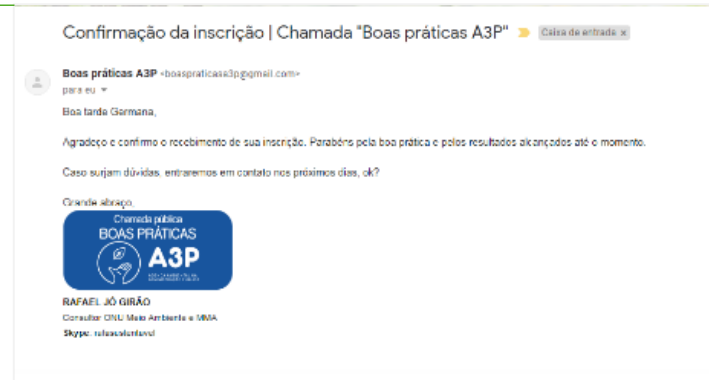 Confirmação da inscrição | Chamada "Boas práticas A3P"
Caixa de entrada x
Boas práticas A3P <boaspraticasa3p@gmail.com>
para eu
Boa tarde Germana,
Agradeço e confirmo o recebimento de sua inscrição. Parabéns pela boa prática e pelos resultados alcançados até o momento.
Caso surjam dúvidas, entraremos em contato nos próximos dias, ok?
Grande abraço,
Chamada pública
BOAS PRÁTICAS
A3P
RAFAEL JÓ GIRÃO
Consultor ONU Meio Ambiente e MMA
Skype: